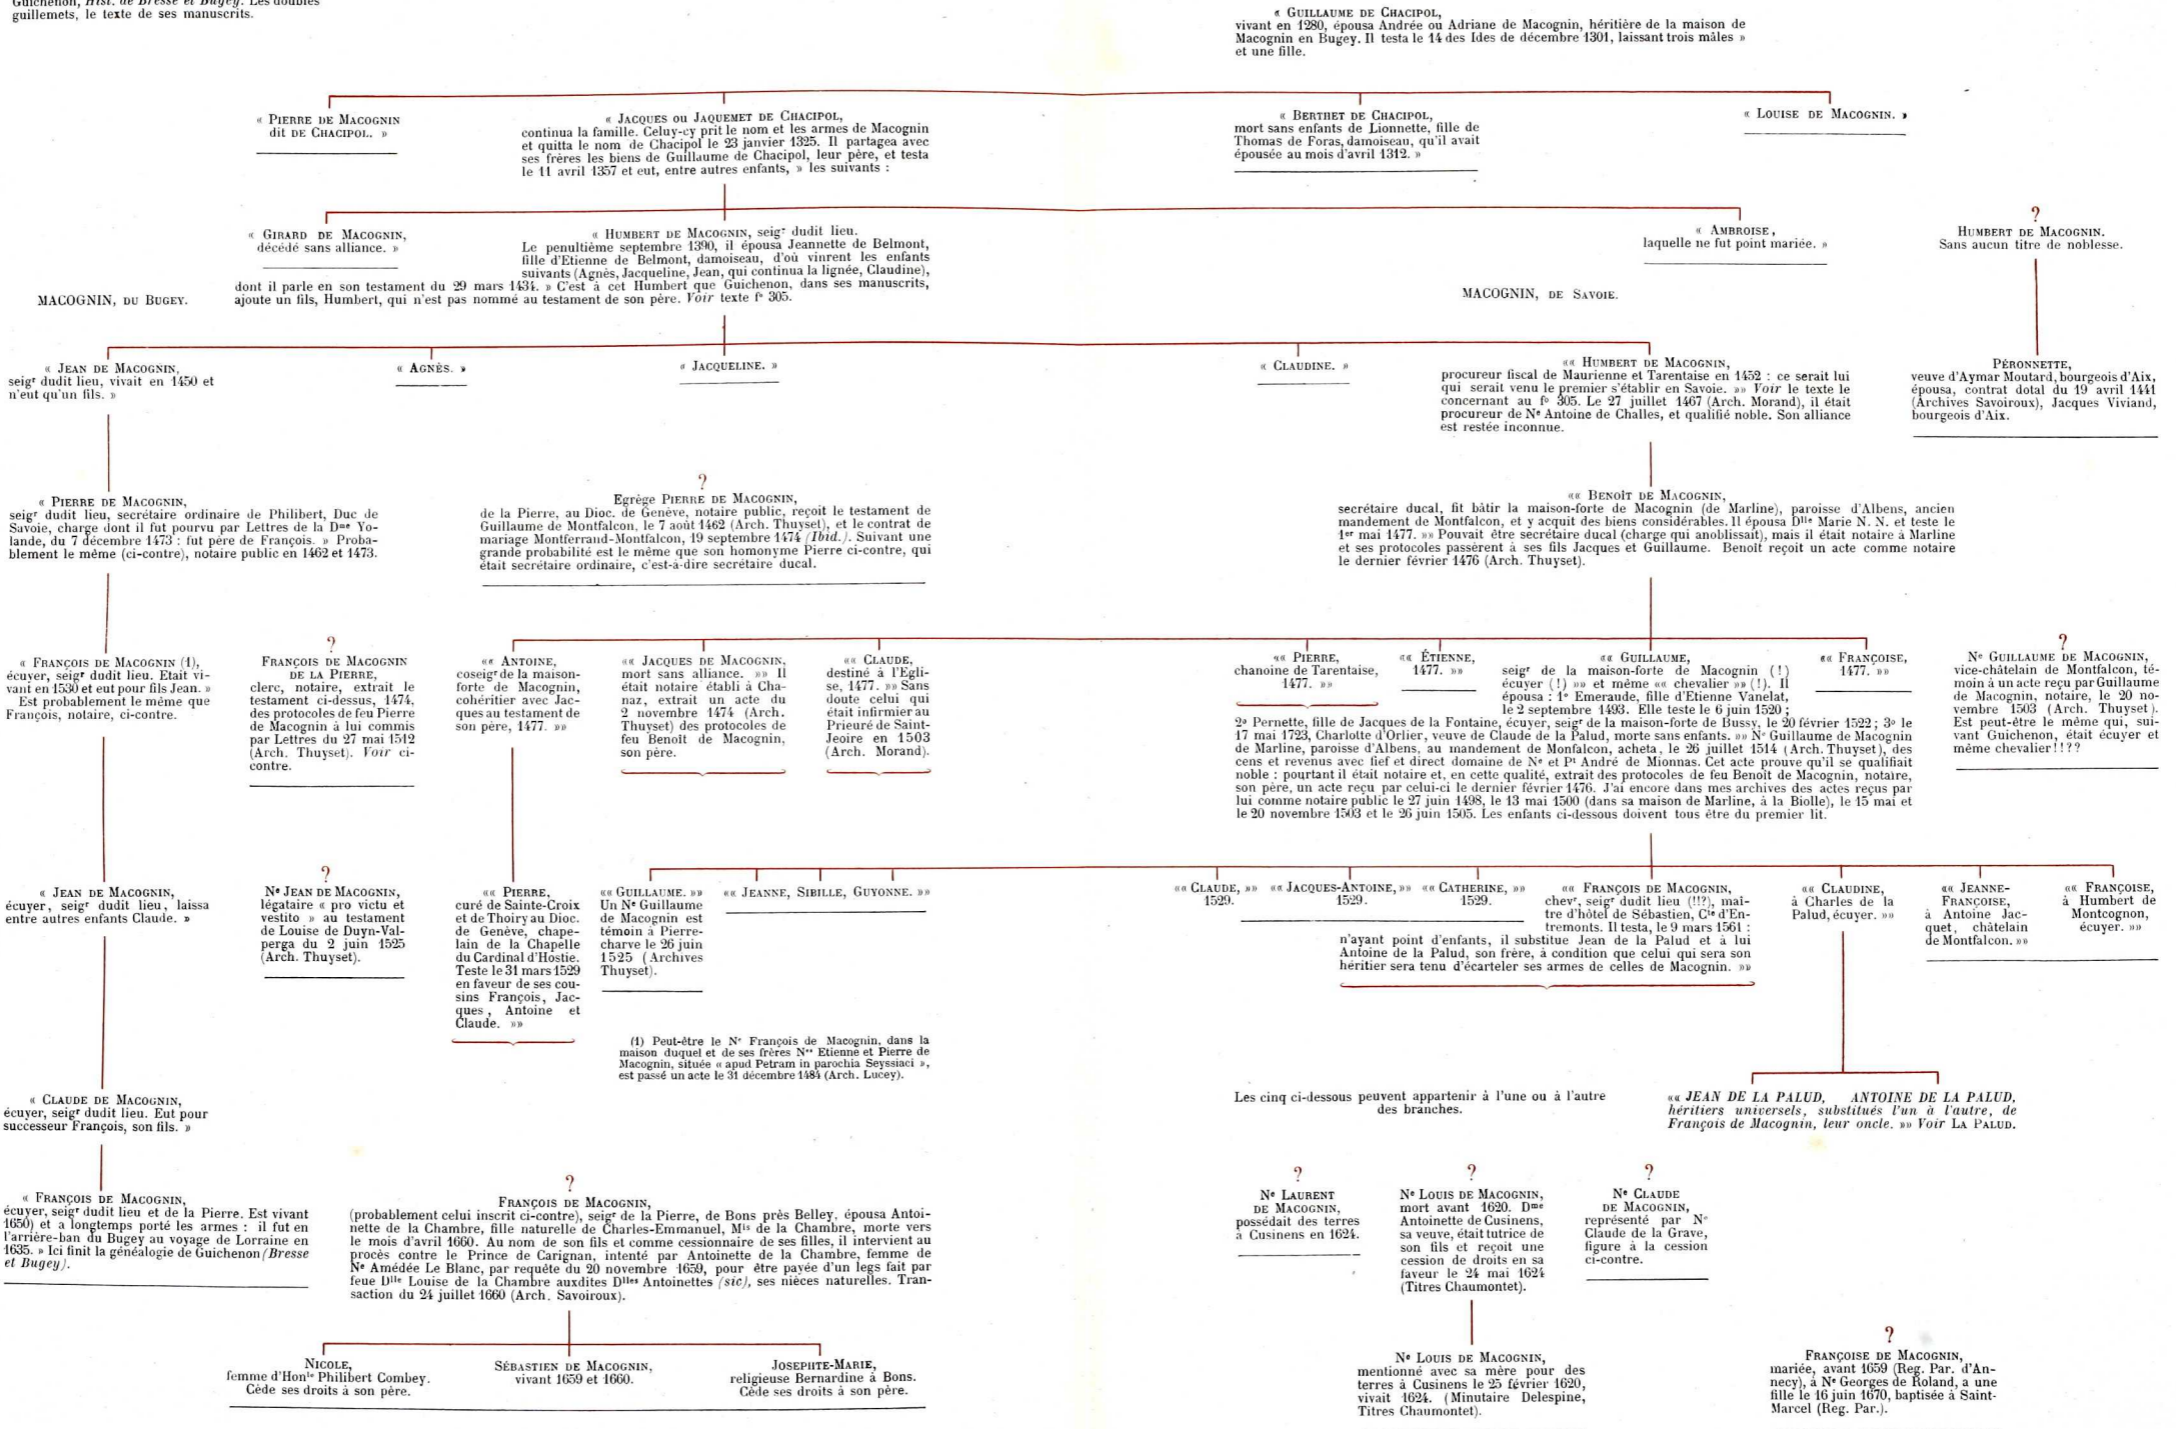 Guichenon, Hist. de Bresse et Bugey. Les doubles
guillemets, le texte de ses manuscrits.
« GUILLAUME DE CHACIPOL,
vivant en 1280, épousa Andrée ou Adriane de Macognin, héritière de la maison de
Macognin en Bugey. Il testa le 14 des Ides de décembre 1301, laissant trois mâles »
et une fille.
« PIERRE DE MACOGNIN
dit DE CHACIPOL. »
« JACQUES OU JAQUEMET DE CHACIPOL,
continua la famille. Celuy-cy prit le nom et les armes de Macognin
et quitta le nom de Chacipol le 23 janvier 1325. Il partagea avec
ses frères les biens de Guillaume de Chacipol, leur père, et testa
le 11 avril 1357 et eut, entre autres enfants, » les suivants :
« BERTHET DE CHACIPOL,
mort sans enfants de Lionnette, fille de
Thomas de Foras, damoiseau, qu'il avait
épousée au mois d'avril 1312. »
« LOUISE DE MACOGNIN. »
« GIRARD DE MACOGNIN,
décédé sans alliance. »
« HUMBERT DE MACOGNIN, seigr dudit lieu.
Le penultième septembre 1390, il épousa Jeannette de Belmont,
fille d'Etienne de Belmont, damoiseau, d'où vinrent les enfants
suivants (Agnès, Jacqueline, Jean, qui continua la lignée, Claudine),
dont il parle en son testament du 29 mars 1434. » C'est à cet Humbert que Guichenon, dans ses manuscrits,
ajoute un fils, Humbert, qui n'est pas nommé au testament de son père. Voir texte fo 305.
« AMBROISE,
laquelle ne fut point mariée. »
?
HUMBERT DE MACOGNIN.
Sans aucun titre de noblesse.
MACOGNIN, DU BUGEY.
MACOGNIN, DE SAVOIE.
« JEAN DE MACOGNIN,
seigr dudit lieu, vivait en 1450 et
n'eut qu'un fils. »
« AGNÈS. »
« JACQUELINE. »
« CLAUDINE. »
«« HUMBERT DE MACOGNIN,
procureur fiscal de Maurienne et Tarentaise en 1452 : ce serait lui
qui serait venu le premier s'établir en Savoie. »» Voir le texte le
concernant au fo 305. Le 27 juillet 1467 (Arch. Morand), il était
procureur de Ne Antoine de Challes, et qualifié noble. Son alliance
est restée inconnue.
PÉRONNETTE,
veuve d'Aymar Moutard, bourgeois d'Aix,
épousa, contrat dotal du 19 avril 1441
(Archives Savoiroux), Jacques Viviand,
bourgeois d'Aix.
« PIERRE DE MACOGNIN,
seigr dudit lieu, secrétaire ordinaire de Philibert, Duc de
Savoie, charge dont il fut pourvu par Lettres de la Dme Yo-
lande, du 7 décembre 1473 : fut père de François. » Proba-
blement le même (ci-contre), notaire public en 1462 et 1473.
?
Egrège PIERRE DE MACOGNIN,
de la Pierre, au Dioc. de Genève, notaire public, reçoit le testament de
Guillaume de Montfalcon, le 7 août 1462 (Arch. Thuyset), et le contrat de
mariage Montferrand-Montfalcon, 19 septembre 1474 (Ibid.). Suivant une
grande probabilité est le même que son homonyme Pierre ci-contre, qui
était secrétaire ordinaire, c'est-à-dire secrétaire ducal.
«« BENOÎT DE MACOGNIN,
secrétaire ducal, fit bâtir la maison-forte de Macognin (de Marline), paroisse d'Albens, ancien
mandement de Montfalcon, et y acquit des biens considérables. Il épousa Dlle Marie N. N. et teste le
1er mai 1477. »» Pouvait être secrétaire ducal (charge qui anoblissait), mais il était notaire à Marline
et ses protocoles passèrent à ses fils Jacques et Guillaume. Benoît reçoit un acte comme notaire
le dernier février 1476 (Arch. Thuyset).
« FRANÇOIS DE MACOGNIN (1),
écuyer, seigr dudit lieu. Etait vi-
vant en 1530 et eut pour fils Jean. »
Est probablement le même que
François, notaire, ci-contre.
?
FRANÇOIS DE MACOGNIN
DE LA PIERRE,
clerc, notaire, extrait le
testament ci-dessus, 1474,
des protocoles de feu Pierre
de Macognin à lui commis
par Lettres du 27 mai 1512
(Arch. Thuyset). Voir ci-
contre.
«« ANTOINE,
coseigr de la maison-
forte de Macognin,
cohéritier avec Jac-
ques au testament de
son père, 1477. »»
«« JACQUES DE MACOGNIN,
mort sans alliance. »» Il
était notaire établi à Cha-
naz, extrait un acte du
2 novembre 1474 (Arch.
Thuyset) des protocoles de
feu Benoît de Macognin,
son père.
«« CLAUDE,
destiné à l'Egli-
se, 1477. »» Sans
doute celui qui
était infirmier au
Prieuré de Saint-
Jeoire en 1503
(Arch. Morand).
«« PIERRE,
chanoine de Tarentaise,
1477. »»
«« ÉTIENNE,
1477. »»
«« GUILLAUME,
seigr de la maison-forte de Macognin (!)
écuyer (!) »» et même «« chevalier »» (!). Il
épousa : 1o Emeraude, fille d'Etienne Vanelat,
le 2 septembre 1493. Elle teste le 6 juin 1520 ;
2o Pernette, fille de Jacques de la Fontaine, écuyer, seigr de la maison-forte de Bussy, le 20 février 1522 ; 3o le
17 mai 1723, Charlotte d'Orlier, veuve de Claude de la Palud, morte sans enfants. »» Ne Guillaume de Macognin
de Marline, paroisse d'Albens, au mandement de Monfalcon, acheta, le 26 juillet 1514 (Arch. Thuyset), des
cens et revenus avec fief et direct domaine de Ne et Pt André de Mionnas. Cet acte prouve qu'il se qualifiait
noble : pourtant il était notaire et, en cette qualité, extrait des protocoles de feu Benoît de Macognin, notaire,
son père, un acte reçu par celui-ci le dernier février 1476. J'ai encore dans mes archives des actes reçus par
lui comme notaire public le 27 juin 1498, le 13 mai 1500 (dans sa maison de Marline, à la Biolle), le 15 mai et
le 20 novembre 1503 et le 26 juin 1505. Les enfants ci-dessous doivent tous être du premier lit.
«« FRANÇOISE,
1477. »»
?
Ne GUILLAUME DE MACOGNIN,
vice-châtelain de Montfalcon, té-
moin à un acte reçu par Guillaume
de Macognin, notaire, le 20 no-
vembre 1503 (Arch. Thuyset).
Est peut-être le même qui, sui-
vant Guichenon, était écuyer et
même chevalier!!??
« JEAN DE MACOGNIN,
écuyer, seigr dudit lieu, laissa
entre autres enfants Claude. »
?
Ne JEAN DE MACOGNIN,
légataire « pro victu et
vestito » au testament
de Louise de Duyn-Val-
perga du 2 juin 1525
(Arch. Thuyset).
«« PIERRE,
curé de Sainte-Croix
et de Thoiry au Dioc.
de Genève, chape-
lain de la Chapelle
du Cardinal d'Hostie.
Teste le 31 mars 1529
en faveur de ses cou-
sins François, Jac-
ques, Antoine et
Claude. »»
«« GUILLAUME. »»
Un Ne Guillaume
de Macognin est
témoin à Pierre-
charve le 26 juin
1525 (Archives
Thuyset).
«« JEANNE, SIBILLE, GUYONNE. »»
«« CLAUDE, »»
1529.
«« JACQUES-ANTOINE, »»
1529.
«« CATHERINE, »»
1529.
«« FRANÇOIS DE MACOGNIN,
chevr, seigr dudit lieu (!!?), maî-
tre d'hôtel de Sébastien, Cte d'En-
tremonts. Il testa, le 9 mars 1561 :
n'ayant point d'enfants, il substitue Jean de la Palud et à lui
Antoine de la Palud, son frère, à condition que celui qui sera son
héritier sera tenu d'écarteler ses armes de celles de Macognin. »»
«« CLAUDINE,
à Charles de la
Palud, écuyer. »»
«« JEANNE-
FRANÇOISE,
à Antoine Jac-
quet, châtelain
de Montfalcon. »»
«« FRANÇOISE,
à Humbert de
Montcognon,
écuyer. »»
(1) Peut-être le Ne François de Macognin, dans la
maison duquel et de ses frères Nes Etienne et Pierre de
Macognin, située « apud Petram in parochia Seyssiaci »,
est passé un acte le 31 décembre 1484 (Arch. Lucey).
« CLAUDE DE MACOGNIN,
écuyer, seigr dudit lieu. Eut pour
successeur François, son fils. »
Les cinq ci-dessous peuvent appartenir à l'une ou à l'autre
des branches.
«« JEAN DE LA PALUD, ANTOINE DE LA PALUD,
héritiers universels, substitués l'un à l'autre, de
François de Macognin, leur oncle. »» Voir LA PALUD.
« FRANÇOIS DE MACOGNIN,
écuyer, seigr dudit lieu et de la Pierre. Est vivant
1650) et a longtemps porté les armes : il fut en
l'arrière-ban du Bugey au voyage de Lorraine en
1635. » Ici finit la généalogie de Guichenon (Bresse
et Bugey).
?
FRANÇOIS DE MACOGNIN,
(probablement celui inscrit ci-contre), seigr de la Pierre, de Bons près Belley, épousa Antoi-
nette de la Chambre, fille naturelle de Charles-Emmanuel, Mis de la Chambre, morte vers
le mois d'avril 1660. Au nom de son fils et comme cessionnaire de ses filles, il intervient au
procès contre le Prince de Carignan, intenté par Antoinette de la Chambre, femme de
Ne Amédée Le Blanc, par requête du 20 novembre 1659, pour être payée d'un legs fait par
feue Dlle Louise de la Chambre auxdites Dlles Antoinettes (sic), ses nièces naturelles. Tran-
saction du 24 juillet 1660 (Arch. Savoiroux).
?
Ne LAURENT
DE MACOGNIN,
possédait des terres
à Cusinens en 1624.
?
Ne LOUIS DE MACOGNIN,
mort avant 1620. Dme
Antoinette de Cusinens,
sa veuve, était tutrice de
son fils et reçoit une
cession de droits en sa
faveur le 24 mai 1624
(Titres Chaumontet).
?
Ne CLAUDE
DE MACOGNIN,
représenté par Ne
Claude de la Grave,
figure à la cession
ci-contre.
NICOLE,
femme d'Honle Philibert Combey.
Cède ses droits à son père.
SÉBASTIEN DE MACOGNIN,
vivant 1659 et 1660.
JOSEPHTE-MARIE,
religieuse Bernardine à Bons.
Cède ses droits à son père.
Ne LOUIS DE MACOGNIN,
mentionné avec sa mère pour des
terres à Cusinens le 25 février 1620,
vivait 1624. (Minutaire Delespine,
Titres Chaumontet).
?
FRANÇOISE DE MACOGNIN,
mariée, avant 1659 (Reg. Par. d'An-
necy), à Ne Georges de Roland, a une
fille le 16 juin 1670, baptisée à Saint-
Marcel (Reg. Par.).